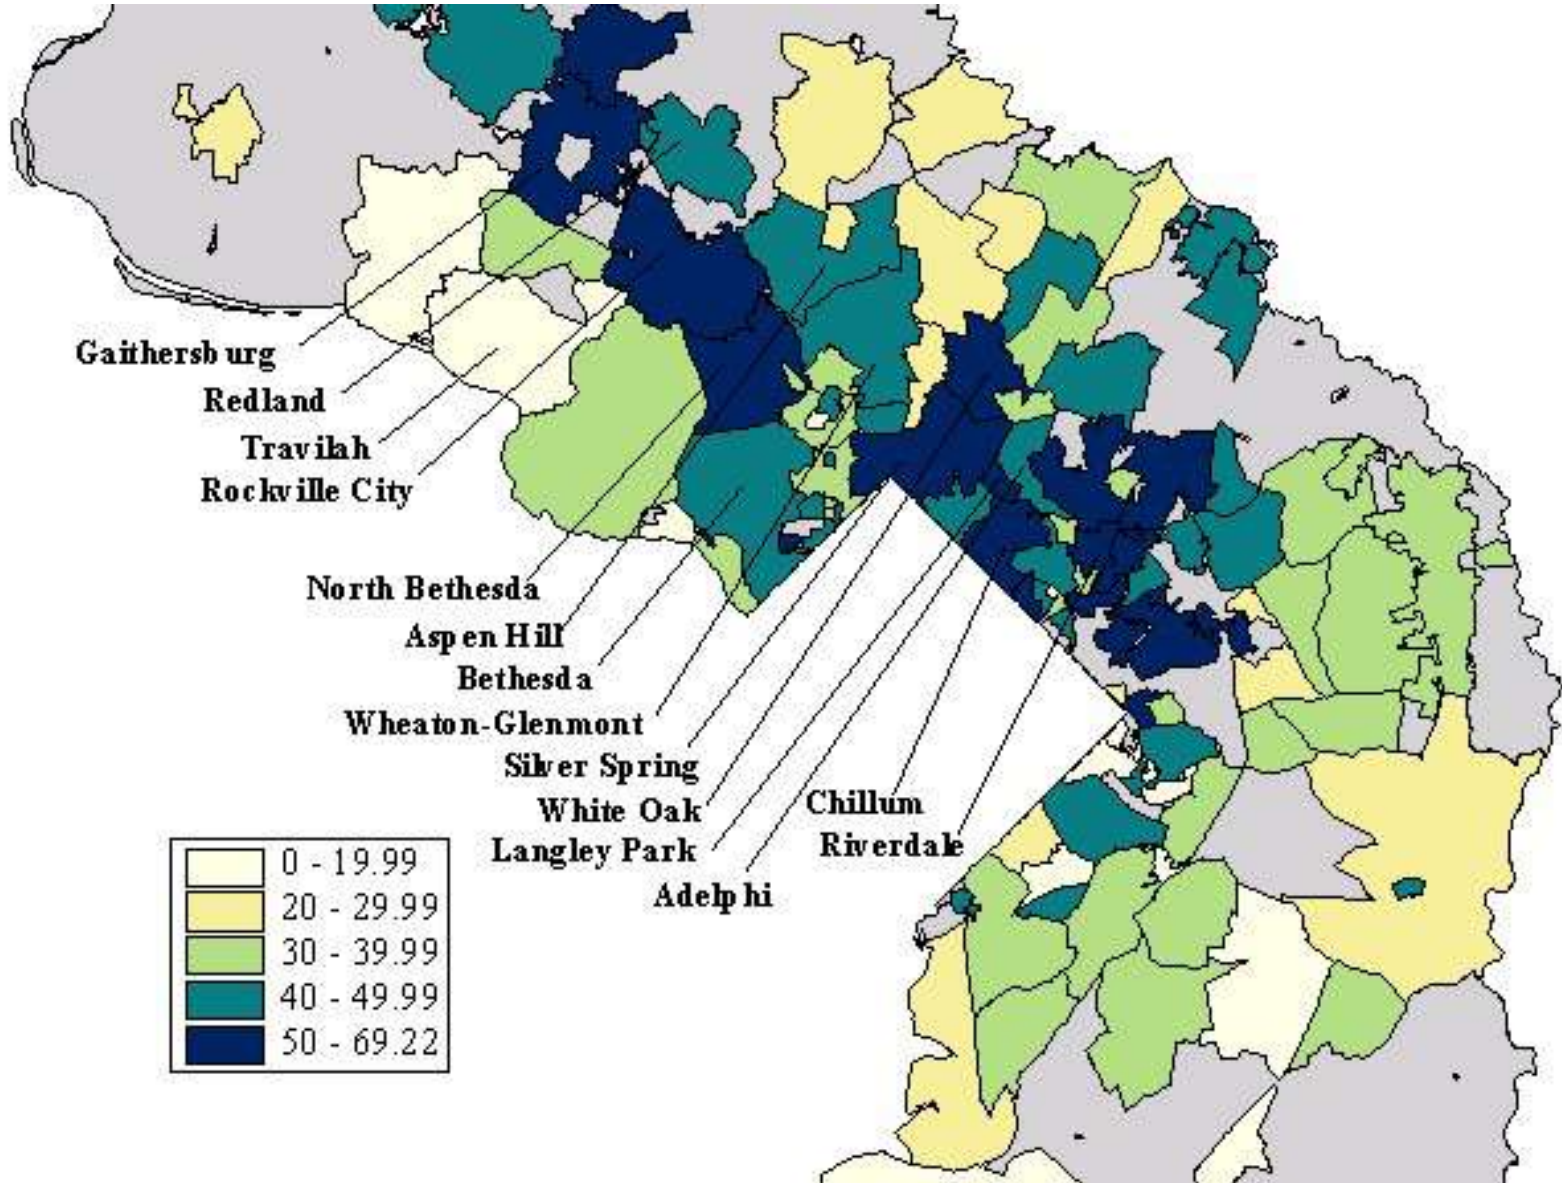 Gaithersburg
Redland
Travilah
Rockville City
North Bethesda
Aspen Hill
Bethesda
Wheaton-Glenmont
Silver Spring
White Oak
Chillum
Langley Park
Riverdale
Adelphi
0 - 19.99
20 - 29.99
30 - 39.99
40 - 49.99
50 - 69.22